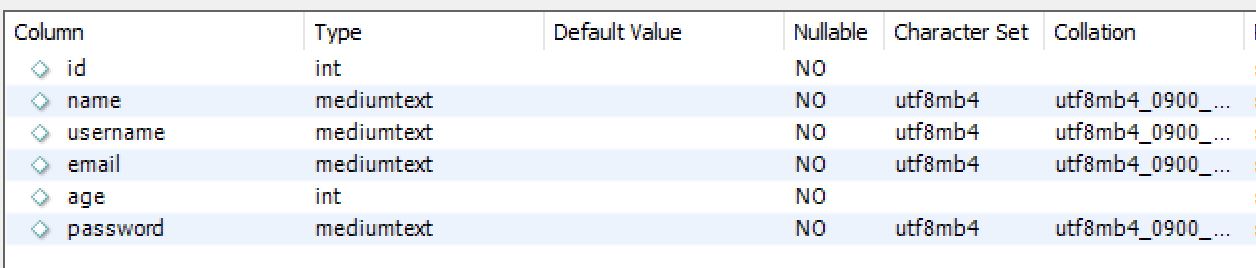 Column Type Default Value Nullable Character Set Collation
id int NO
name mediumtext NO utf8mb4 utf8mb4_0900_...
username mediumtext NO utf8mb4 utf8mb4_0900_...
email mediumtext NO utf8mb4 utf8mb4_0900_...
age int NO
password mediumtext NO utf8mb4 utf8mb4_0900_...